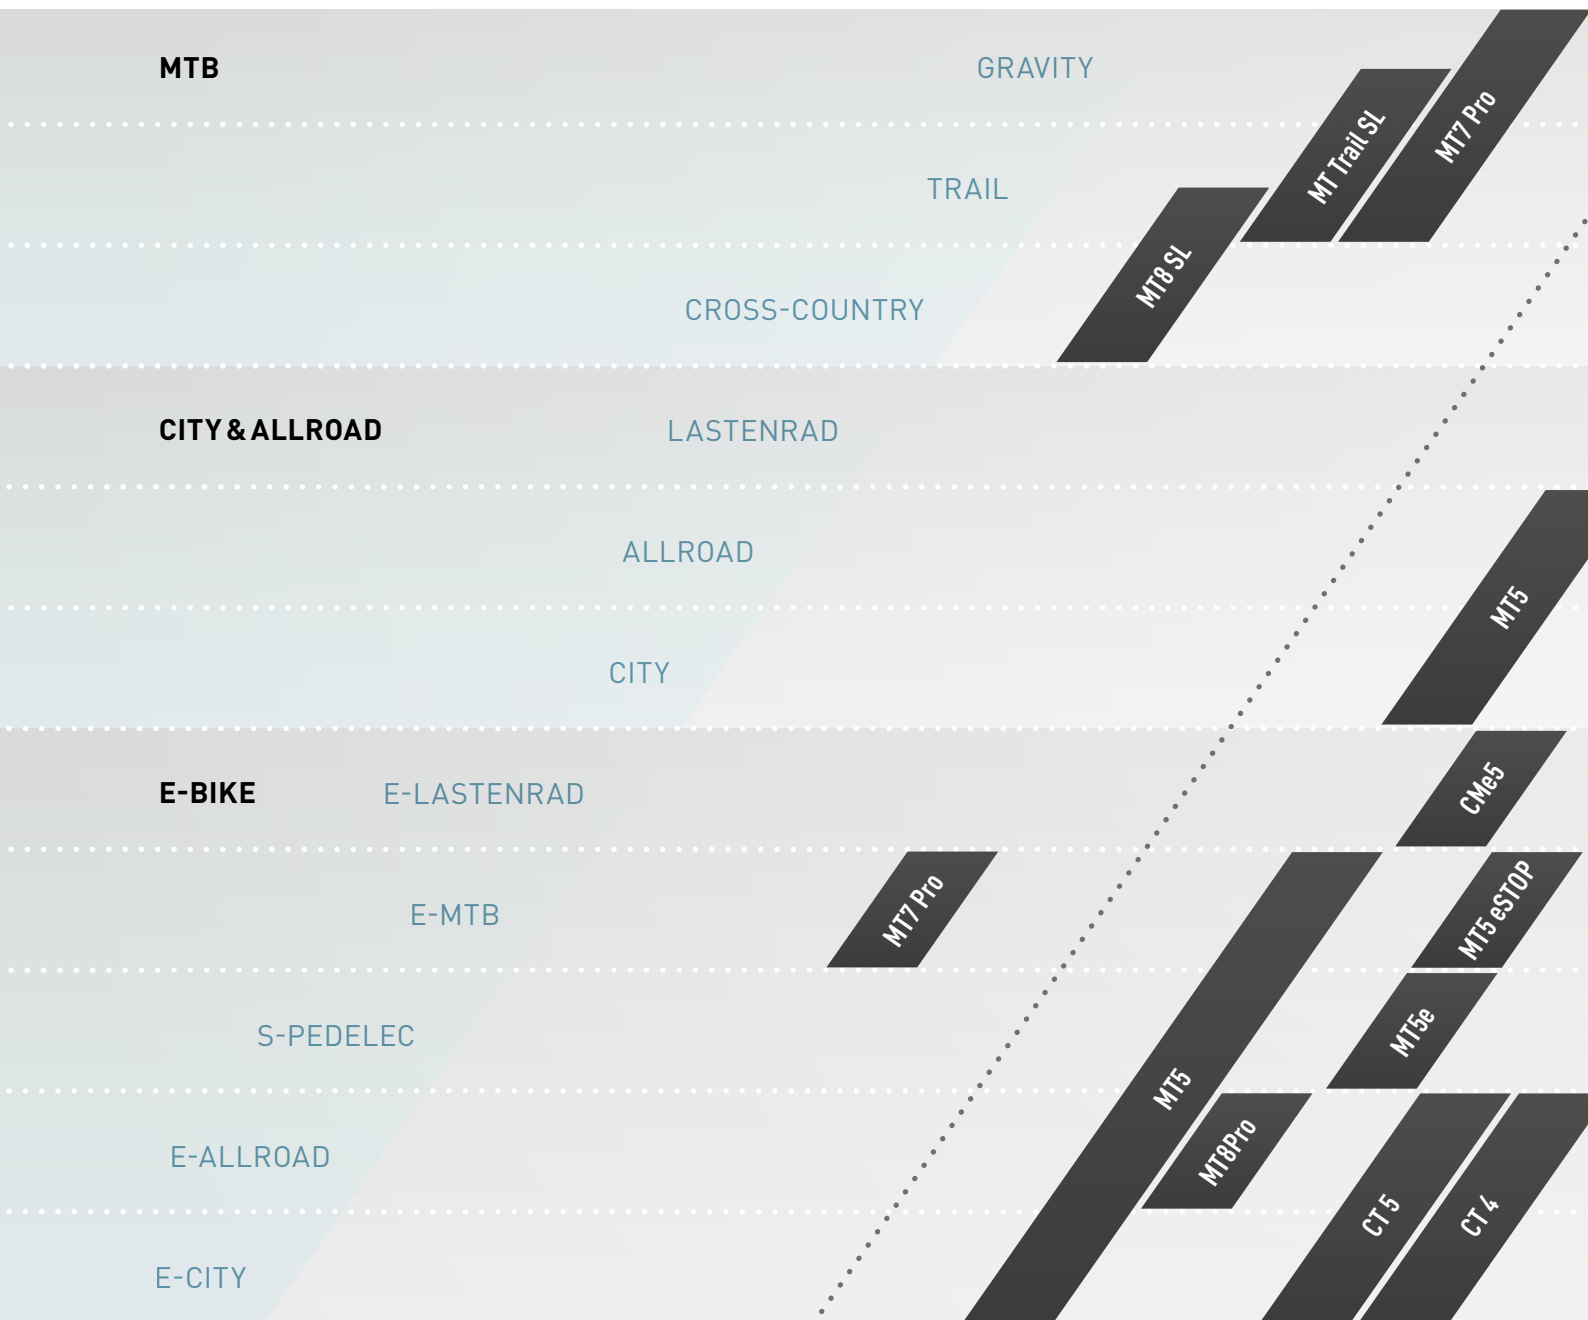 MTB
GRAVITY
MT7 Pro
MT Trail SL
TRAIL
MT8 SL
CROSS-COUNTRY
CITY & ALLROAD
LASTENRAD
ALLROAD
MT5
CITY
E-BIKE
E-LASTENRAD
CMe5
E-MTB
MT7 Pro
MT5 eSTOP
S-PEDELEC
MT5e
MT5
E-ALLROAD
MT8Pro
CT 5
CT 4
E-CITY